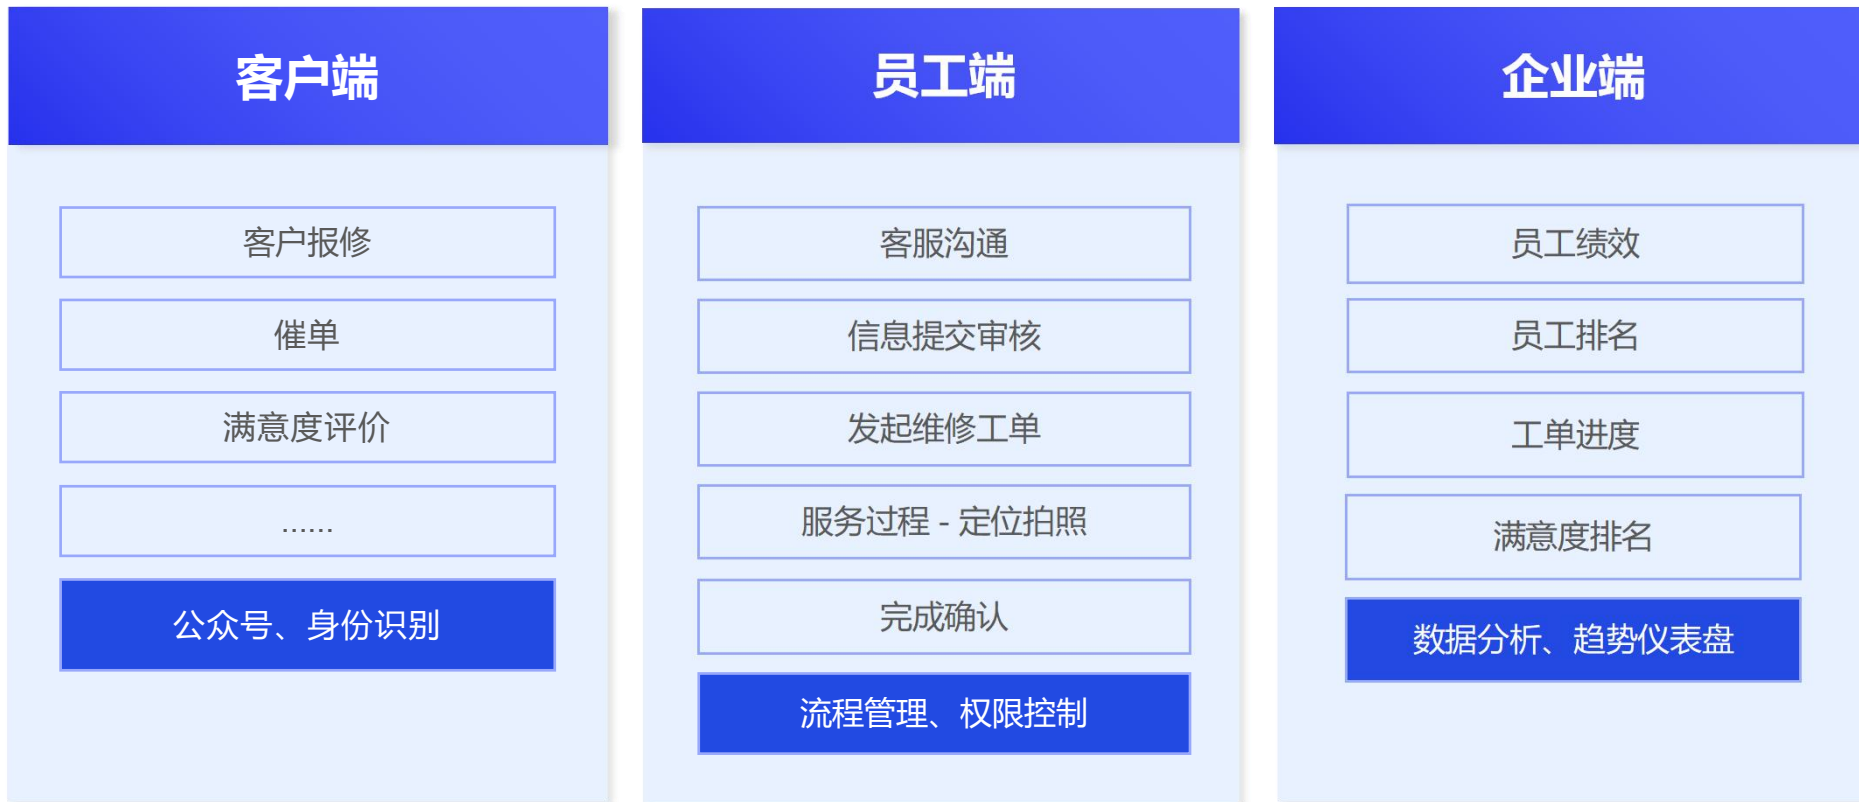 客户端
客户报修
催单
满意度评价
......
公众号、身份识别
员工端
客服沟通
信息提交审核
发起维修工单
服务过程 - 定位拍照
完成确认
流程管理、权限控制
企业端
员工绩效
员工排名
工单进度
满意度排名
数据分析、趋势仪表盘